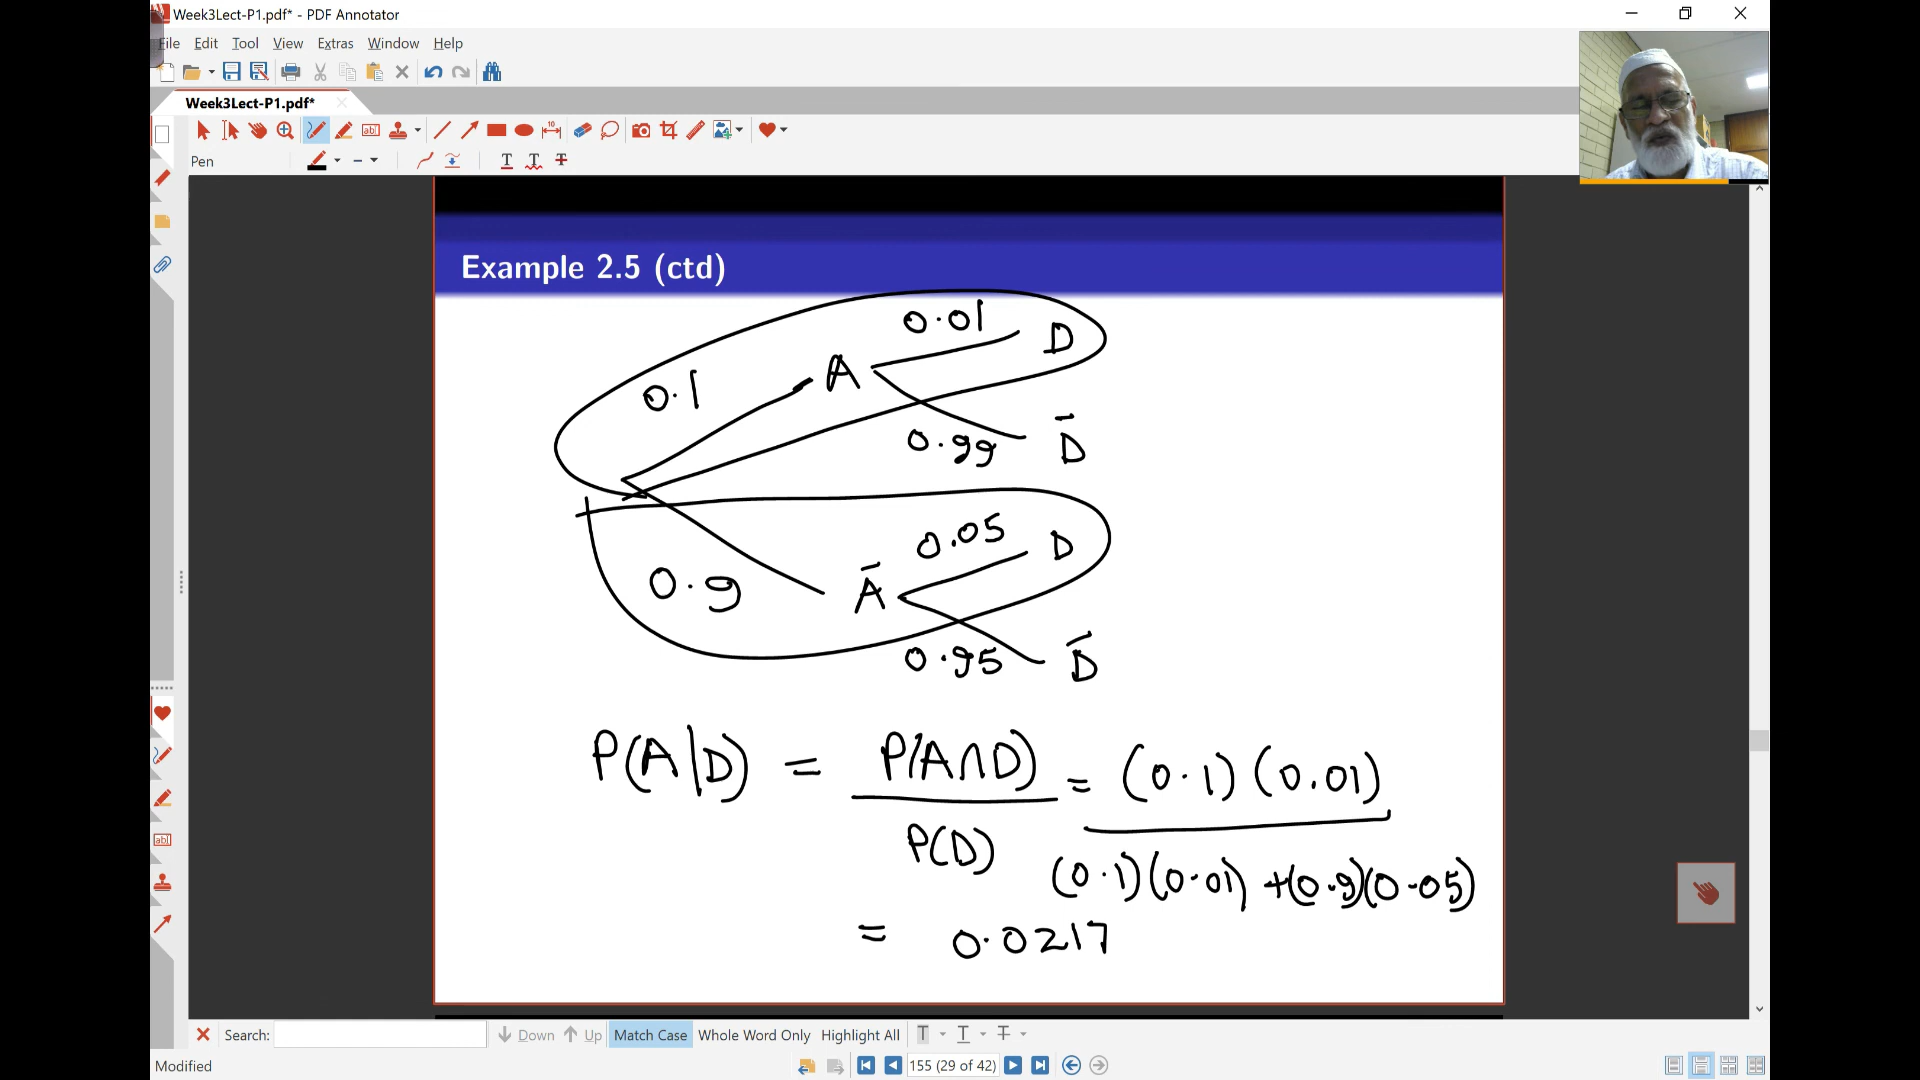 Week3Lect-P1.pdf* - PDF Annotator
File Edit Tool View Extras Window Help
Week3Lect-P1.pdf*
Pen
Example 2.5 (ctd)
0.01
D
0.1
A
0.99
D̄
0.05
D
0.9
Ā
0.95
D̄
P(A|D) = P(A∩D) = (0.1)(0.01)
P(D) (0.1)(0.01)+(0.9)(0.05)
= 0.0217
Search: Down Up Match Case Whole Word Only Highlight All
Modified 155 (29 of 42)